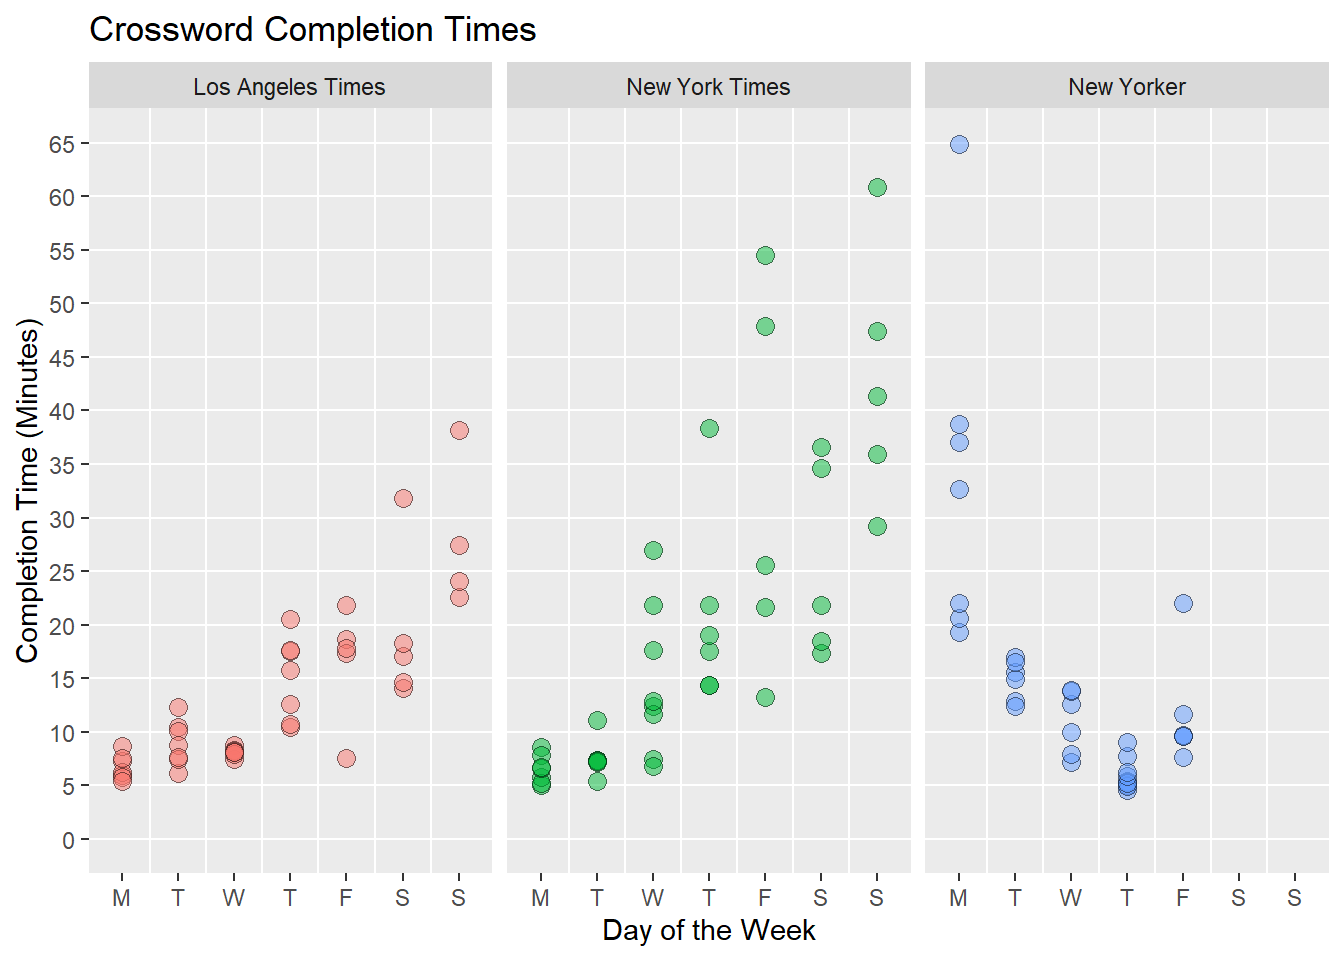 Crossword Completion Times
Los Angeles Times
New York Times
New Yorker
65
60
55
50
45
40
35
30
25
20
15
10
5
0
Completion Time (Minutes)
M T W T F S S
M T W T F S S
M T W T F S S
Day of the Week